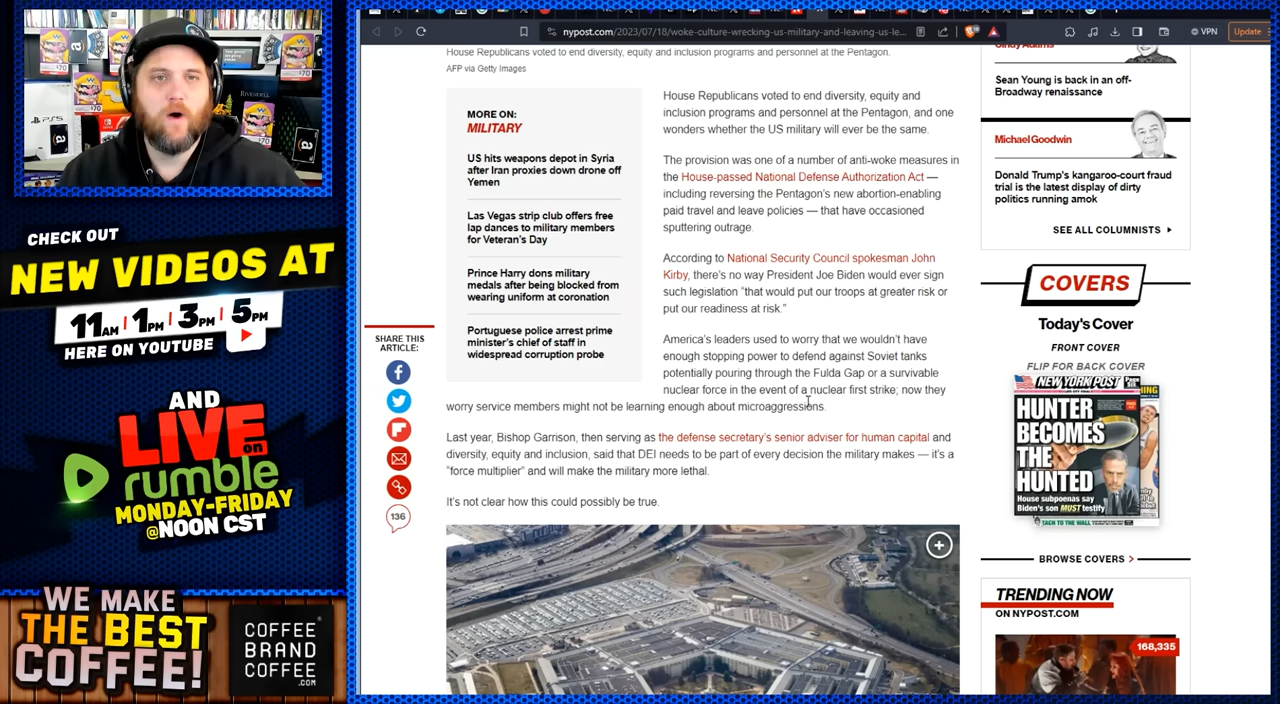 CHECK OUT
NEW VIDEOS AT
11AM | 1PM | 3PM | 5PM
HERE ON YOUTUBE
AND
LIVE on
rumble
MONDAY-FRIDAY
@NOON CST
WE MAKE
THE BEST
COFFEE!
COFFEE
BRAND
COFFEE
.COM
RIVENDELL
$70
nypost.com/2023/07/18/woke-culture-wrecking-us-military-and-leaving-us-le...
VPN
Update
House Republicans voted to end diversity, equity and inclusion programs and personnel at the Pentagon.
AFP via Getty Images
MORE ON:
MILITARY
US hits weapons depot in Syria
after Iran proxies down drone off
Yemen
Las Vegas strip club offers free
lap dances to military members
for Veteran's Day
Prince Harry dons military
medals after being blocked from
wearing uniform at coronation
Portuguese police arrest prime
minister's chief of staff in
widespread corruption probe
SHARE THIS
ARTICLE:
136
House Republicans voted to end diversity, equity and
inclusion programs and personnel at the Pentagon, and one
wonders whether the US military will ever be the same.
The provision was one of a number of anti-woke measures in
the House-passed National Defense Authorization Act —
including reversing the Pentagon's new abortion-enabling
paid travel and leave policies — that have occasioned
sputtering outrage.
According to National Security Council spokesman John
Kirby, there's no way President Joe Biden would ever sign
such legislation "that would put our troops at greater risk or
put our readiness at risk."
America's leaders used to worry that we wouldn't have
enough stopping power to defend against Soviet tanks
potentially pouring through the Fulda Gap or a survivable
nuclear force in the event of a nuclear first strike; now they
worry service members might not be learning enough about microaggressions.
Last year, Bishop Garrison, then serving as the defense secretary's senior adviser for human capital and
diversity, equity and inclusion, said that DEI needs to be part of every decision the military makes — it's a
"force multiplier" and will make the military more lethal.
It's not clear how this could possibly be true.
Cindy Adams
Sean Young is back in an off-
Broadway renaissance
Michael Goodwin
Donald Trump's kangaroo-court fraud
trial is the latest display of dirty
politics running amok
SEE ALL COLUMNISTS
COVERS
Today's Cover
FRONT COVER
FLIP FOR BACK COVER
NEW YORK POST
HUNTER
BECOMES
THE
HUNTED
House subpoenas say
Biden's son MUST testify
BROWSE COVERS
TRENDING NOW
ON NYPOST.COM
168,335